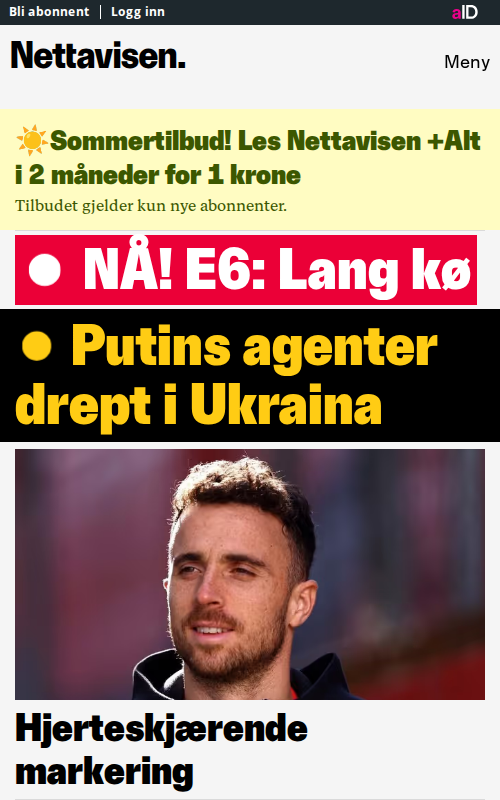 Bli abonnent
Logg inn
aID
Nettavisen.
Meny
Sommertilbud! Les Nettavisen +Alt
i 2 måneder for 1 krone
Tilbudet gjelder kun nye abonnenter.
NÅ! E6: Lang kø
Putins agenter
drept i Ukraina
Hjerteskjærende
markering